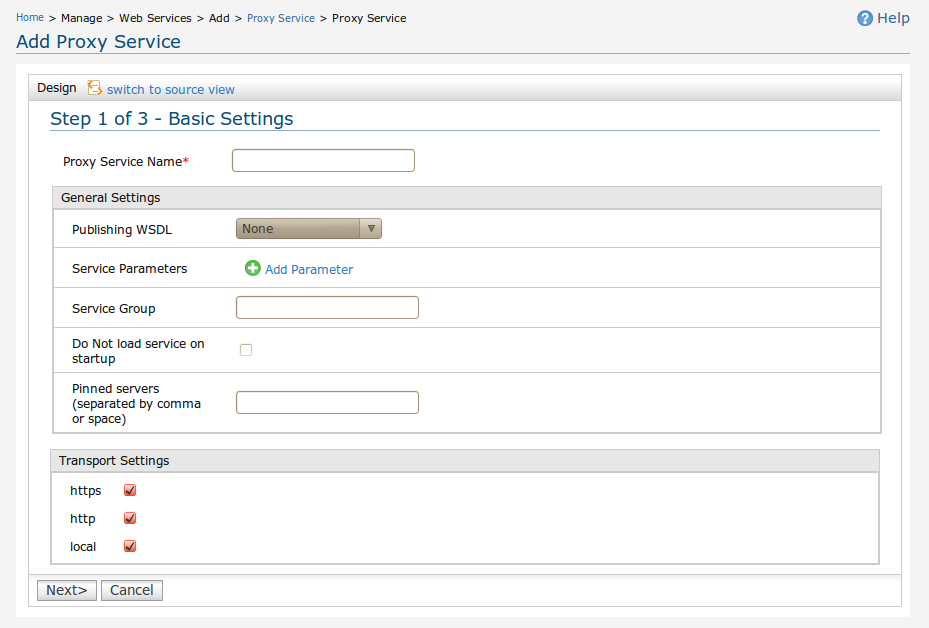 Home > Manage > Web Services > Add > Proxy Service > Proxy Service
Help
Add Proxy Service
Design switch to source view
Step 1 of 3 - Basic Settings
Proxy Service Name*
General Settings
Publishing WSDL None
Service Parameters Add Parameter
Service Group
Do Not load service on
startup
Pinned servers
(separated by comma
or space)
Transport Settings
https
http
local
Next> Cancel